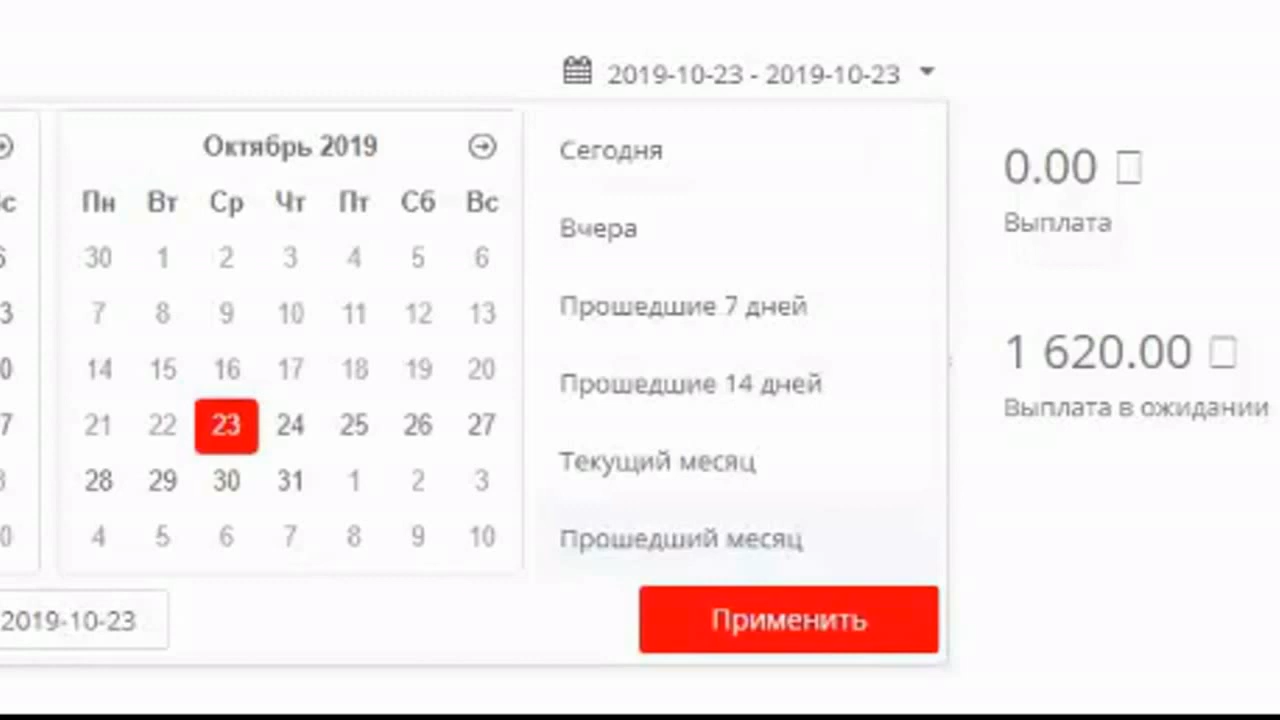 2019-10-23 - 2019-10-23
Октябрь 2019
Пн Вт Ср Чт Пт Сб Вс
30 1 2 3 4 5 6
7 8 9 10 11 12 13
14 15 16 17 18 19 20
21 22 23 24 25 26 27
28 29 30 31 1 2 3
4 5 6 7 8 9 10
2019-10-23
Сегодня
Вчера
Прошедшие 7 дней
Прошедшие 14 дней
Текущий месяц
Прошедший месяц
Применить
0.00
Выплата
1 620.00
Выплата в ожидании